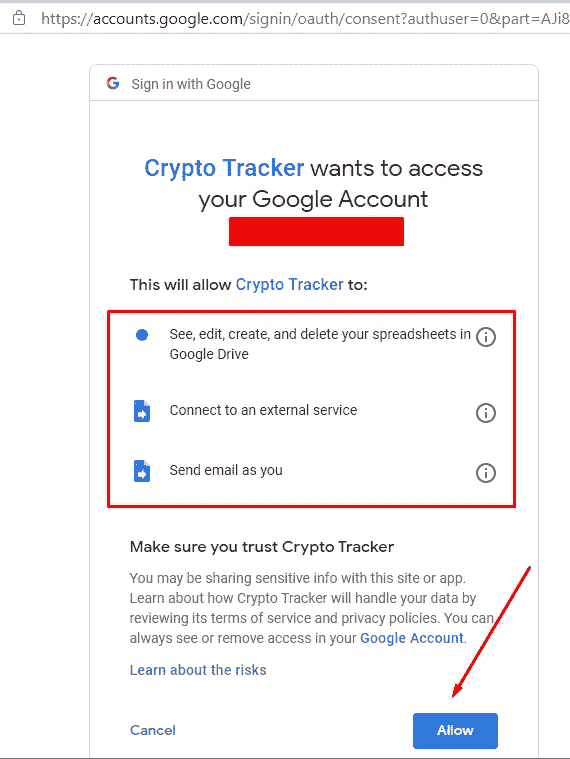 https://accounts.google.com/signin/oauth/consent?authuser=0&part=AJi8
Sign in with Google
Crypto Tracker wants to access
your Google Account
This will allow Crypto Tracker to:
See, edit, create, and delete your spreadsheets in
Google Drive
Connect to an external service
Send email as you
Make sure you trust Crypto Tracker
You may be sharing sensitive info with this site or app.
Learn about how Crypto Tracker will handle your data by
reviewing its terms of service and privacy policies. You can
always see or remove access in your Google Account.
Learn about the risks
Cancel
Allow